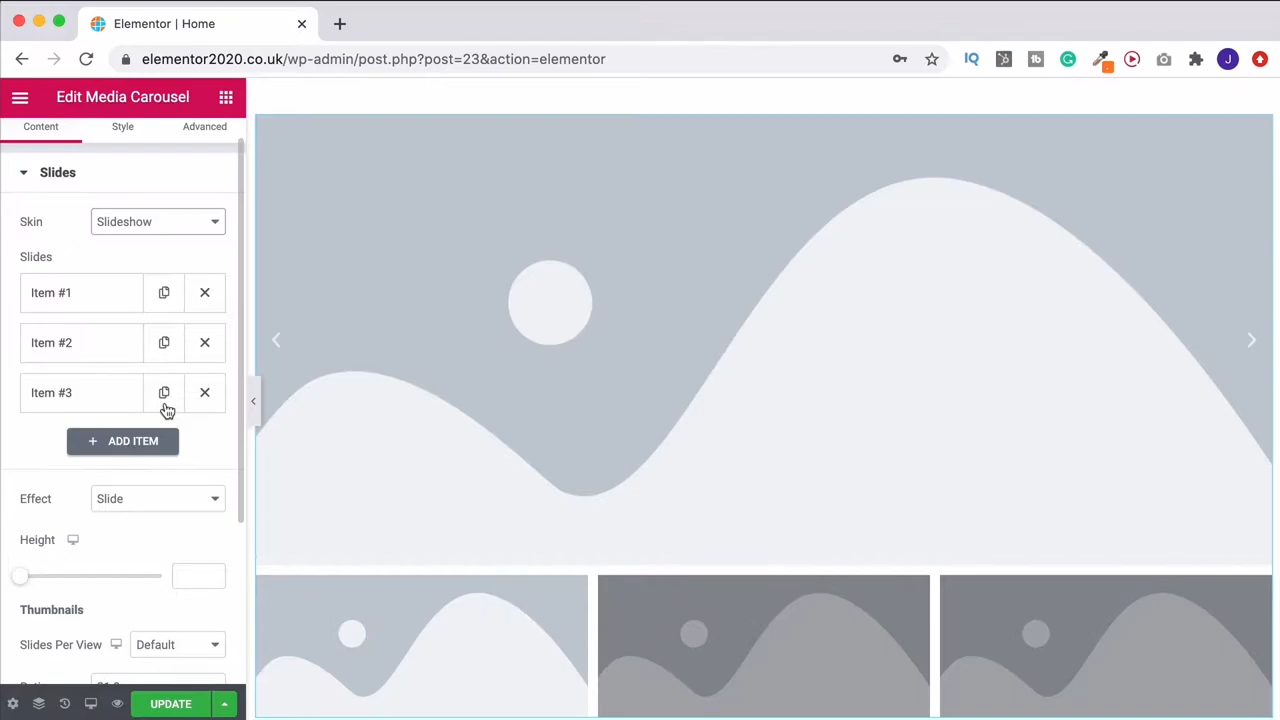 Elementor | Home
elementor2020.co.uk/wp-admin/post.php?post=23&action=elementor
IQ
tb
J
Edit Media Carousel
Content Style Advanced
Slides
Skin Slideshow
Slides
Item #1
Item #2
Item #3
+ ADD ITEM
Effect Slide
Height
Thumbnails
Slides Per View Default
UPDATE